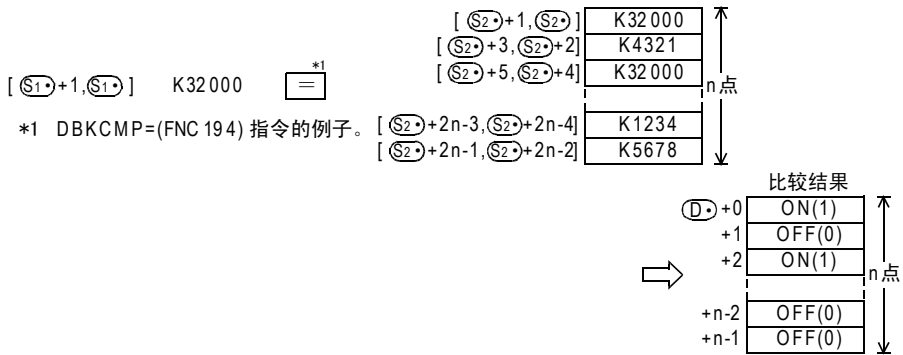 [ S2· +1, S2· ] K32000
[ S2· +3, S2· +2] K4321
[ S2· +5, S2· +4] K32000
[ S1· +1, S1· ] K32000 = *1
n点
*1 DBKCMP=(FNC 194) 指令的例子。
[ S2· +2n-3, S2· +2n-4] K1234
[ S2· +2n-1, S2· +2n-2] K5678
比较结果
D· +0 ON(1)
+1 OFF(0)
+2 ON(1)
n点
+n-2 OFF(0)
+n-1 OFF(0)